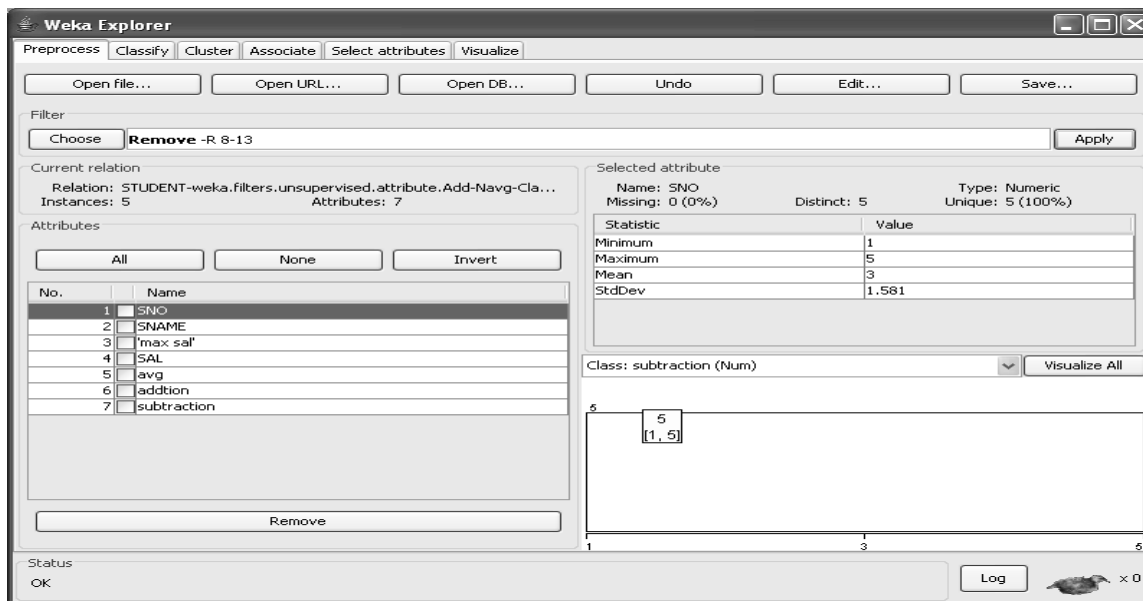 Weka Explorer
Preprocess Classify Cluster Associate Select attributes Visualize
Open file... Open URL... Open DB... Undo Edit... Save...
Filter
Choose Remove -R 8-13 Apply
Current relation
Relation: STUDENT-weka.filters.unsupervised.attribute.Add-Navg-Cla...
Instances: 5 Attributes: 7
Attributes
All None Invert
No. Name
1 SNO
2 SNAME
3 'max sal'
4 SAL
5 avg
6 addtion
7 subtraction
Remove
Selected attribute
Name: SNO Type: Numeric
Missing: 0 (0%) Distinct: 5 Unique: 5 (100%)
Statistic Value
Minimum 1
Maximum 5
Mean 3
StdDev 1.581
Class: subtraction (Num) Visualize All
5
5
[1, 5]
1 3 5
Status
OK Log x 0